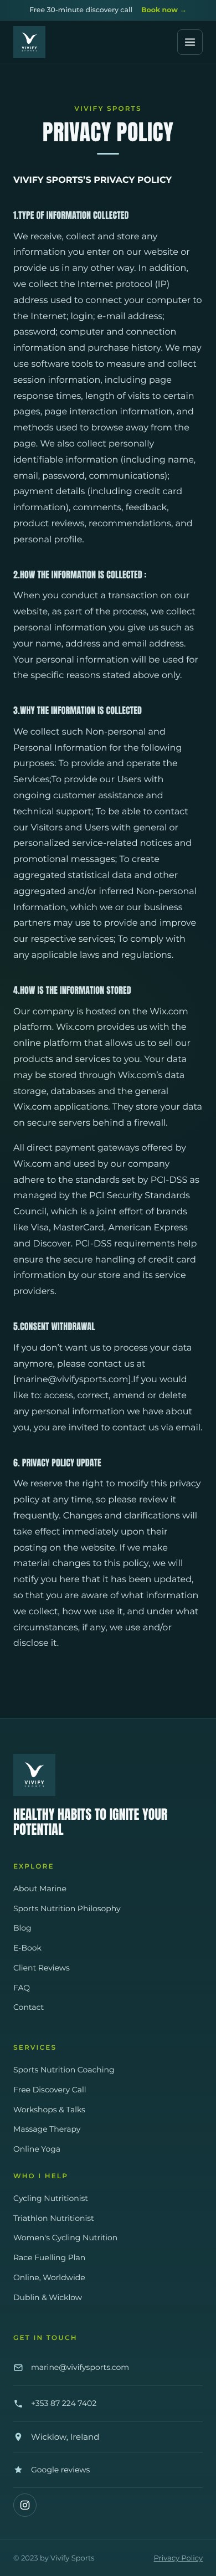 Free 30-minute discovery call Book now →
VIVIFY
SPORTS
VIVIFY SPORTS
PRIVACY POLICY
VIVIFY SPORTS’S PRIVACY POLICY
1.TYPE OF INFORMATION COLLECTED
We receive, collect and store any
information you enter on our website or
provide us in any other way. In addition,
we collect the Internet protocol (IP)
address used to connect your computer to
the Internet; login; e-mail address;
password; computer and connection
information and purchase history. We may
use software tools to measure and collect
session information, including page
response times, length of visits to certain
pages, page interaction information, and
methods used to browse away from the
page. We also collect personally
identifiable information (including name,
email, password, communications);
payment details (including credit card
information), comments, feedback,
product reviews, recommendations, and
personal profile.
2.HOW THE INFORMATION IS COLLECTED :
When you conduct a transaction on our
website, as part of the process, we collect
personal information you give us such as
your name, address and email address.
Your personal information will be used for
the specific reasons stated above only.
3.WHY THE INFORMATION IS COLLECTED
We collect such Non-personal and
Personal Information for the following
purposes: To provide and operate the
Services;To provide our Users with
ongoing customer assistance and
technical support; To be able to contact
our Visitors and Users with general or
personalized service-related notices and
promotional messages; To create
aggregated statistical data and other
aggregated and/or inferred Non-personal
Information, which we or our business
partners may use to provide and improve
our respective services; To comply with
any applicable laws and regulations.
4.HOW IS THE INFORMATION STORED
Our company is hosted on the Wix.com
platform. Wix.com provides us with the
online platform that allows us to sell our
products and services to you. Your data
may be stored through Wix.com’s data
storage, databases and the general
Wix.com applications. They store your data
on secure servers behind a firewall.
All direct payment gateways offered by
Wix.com and used by our company
adhere to the standards set by PCI-DSS as
managed by the PCI Security Standards
Council, which is a joint effort of brands
like Visa, MasterCard, American Express
and Discover. PCI-DSS requirements help
ensure the secure handling of credit card
information by our store and its service
providers.
5.CONSENT WITHDRAWAL
If you don’t want us to process your data
anymore, please contact us at
[marine@vivifysports.com].If you would
like to: access, correct, amend or delete
any personal information we have about
you, you are invited to contact us via email.
6. PRIVACY POLICY UPDATE
We reserve the right to modify this privacy
policy at any time, so please review it
frequently. Changes and clarifications will
take effect immediately upon their
posting on the website. If we make
material changes to this policy, we will
notify you here that it has been updated,
so that you are aware of what information
we collect, how we use it, and under what
circumstances, if any, we use and/or
disclose it.
VIVIFY
SPORTS
HEALTHY HABITS TO IGNITE YOUR
POTENTIAL
EXPLORE
About Marine
Sports Nutrition Philosophy
Blog
E-Book
Client Reviews
FAQ
Contact
SERVICES
Sports Nutrition Coaching
Free Discovery Call
Workshops & Talks
Massage Therapy
Online Yoga
WHO I HELP
Cycling Nutritionist
Triathlon Nutritionist
Women's Cycling Nutrition
Race Fuelling Plan
Online, Worldwide
Dublin & Wicklow
GET IN TOUCH
marine@vivifysports.com
+353 87 224 7402
Wicklow, Ireland
Google reviews
© 2023 by Vivify Sports Privacy Policy